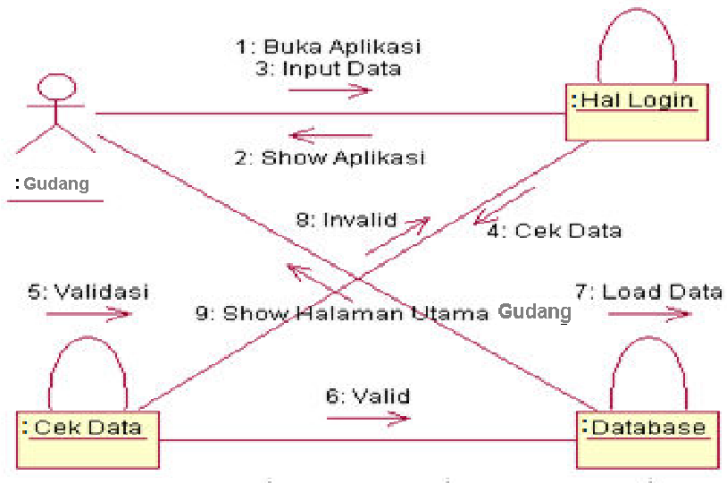 1: Buka Aplikasi
3: Input Data
:Hal Login
2: Show Aplikasi
: Gudang
8: Invalid
4: Cek Data
5: Validasi
7: Load Data
9: Show Halaman Utama Gudang
6: Valid
: Cek Data
:Database